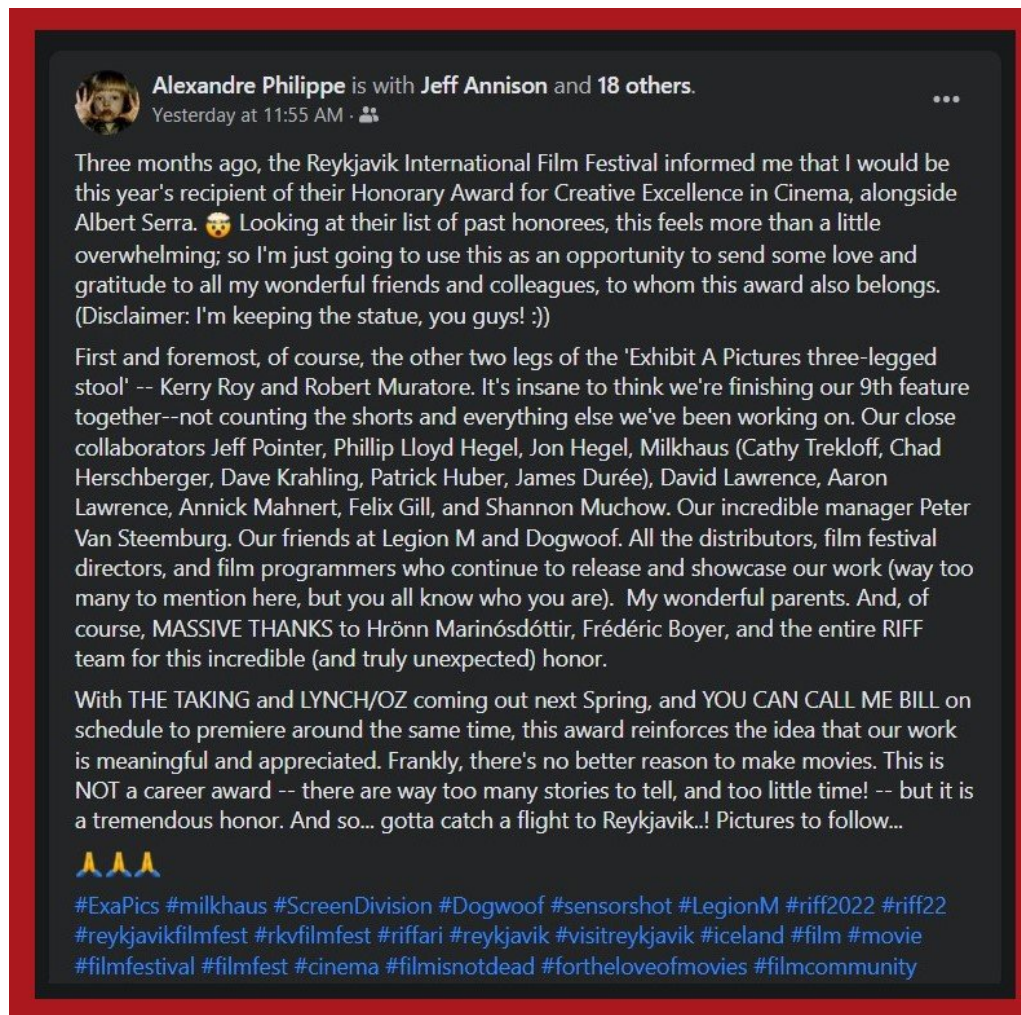 Alexandre Philippe is with Jeff Annison and 18 others.
Yesterday at 11:55 AM ·
Three months ago, the Reykjavik International Film Festival informed me that I would be
this year's recipient of their Honorary Award for Creative Excellence in Cinema, alongside
Albert Serra. 🤯 Looking at their list of past honorees, this feels more than a little
overwhelming; so I'm just going to use this as an opportunity to send some love and
gratitude to all my wonderful friends and colleagues, to whom this award also belongs.
(Disclaimer: I'm keeping the statue, you guys! :))
First and foremost, of course, the other two legs of the 'Exhibit A Pictures three-legged
stool' -- Kerry Roy and Robert Muratore. It's insane to think we're finishing our 9th feature
together--not counting the shorts and everything else we've been working on. Our close
collaborators Jeff Pointer, Phillip Lloyd Hegel, Jon Hegel, Milkhaus (Cathy Trekloff, Chad
Herschberger, Dave Krahling, Patrick Huber, James Durée), David Lawrence, Aaron
Lawrence, Annick Mahnert, Felix Gill, and Shannon Muchow. Our incredible manager Peter
Van Steemburg. Our friends at Legion M and Dogwoof. All the distributors, film festival
directors, and film programmers who continue to release and showcase our work (way too
many to mention here, but you all know who you are). My wonderful parents. And, of
course, MASSIVE THANKS to Hrönn Marinósdóttir, Frédéric Boyer, and the entire RIFF
team for this incredible (and truly unexpected) honor.
With THE TAKING and LYNCH/OZ coming out next Spring, and YOU CAN CALL ME BILL on
schedule to premiere around the same time, this award reinforces the idea that our work
is meaningful and appreciated. Frankly, there's no better reason to make movies. This is
NOT a career award -- there are way too many stories to tell, and too little time! -- but it is
a tremendous honor. And so... gotta catch a flight to Reykjavik..! Pictures to follow...
🙏🙏🙏
#ExaPics #milkhaus #ScreenDivision #Dogwoof #sensorshot #LegionM #riff2022 #riff22
#reykjavikfilmfest #rkvfilmfest #riffari #reykjavik #visitreykjavik #iceland #film #movie
#filmfestival #filmfest #cinema #filmisnotdead #fortheloveofmovies #filmcommunity